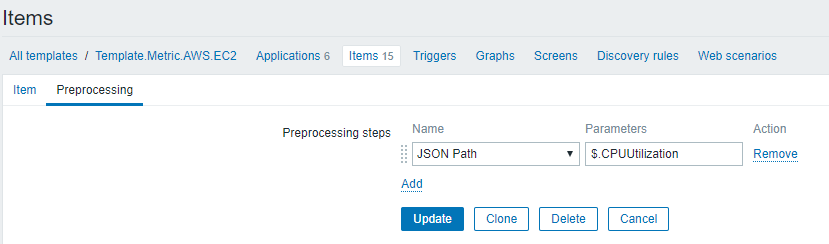 Items
All templates / Template.Metric.AWS.EC2 Applications 6 Items 15 Triggers Graphs Screens Discovery rules Web scenarios
Item Preprocessing
Preprocessing steps Name Parameters Action
JSON Path $.CPUUtilization Remove
Add
Update Clone Delete Cancel